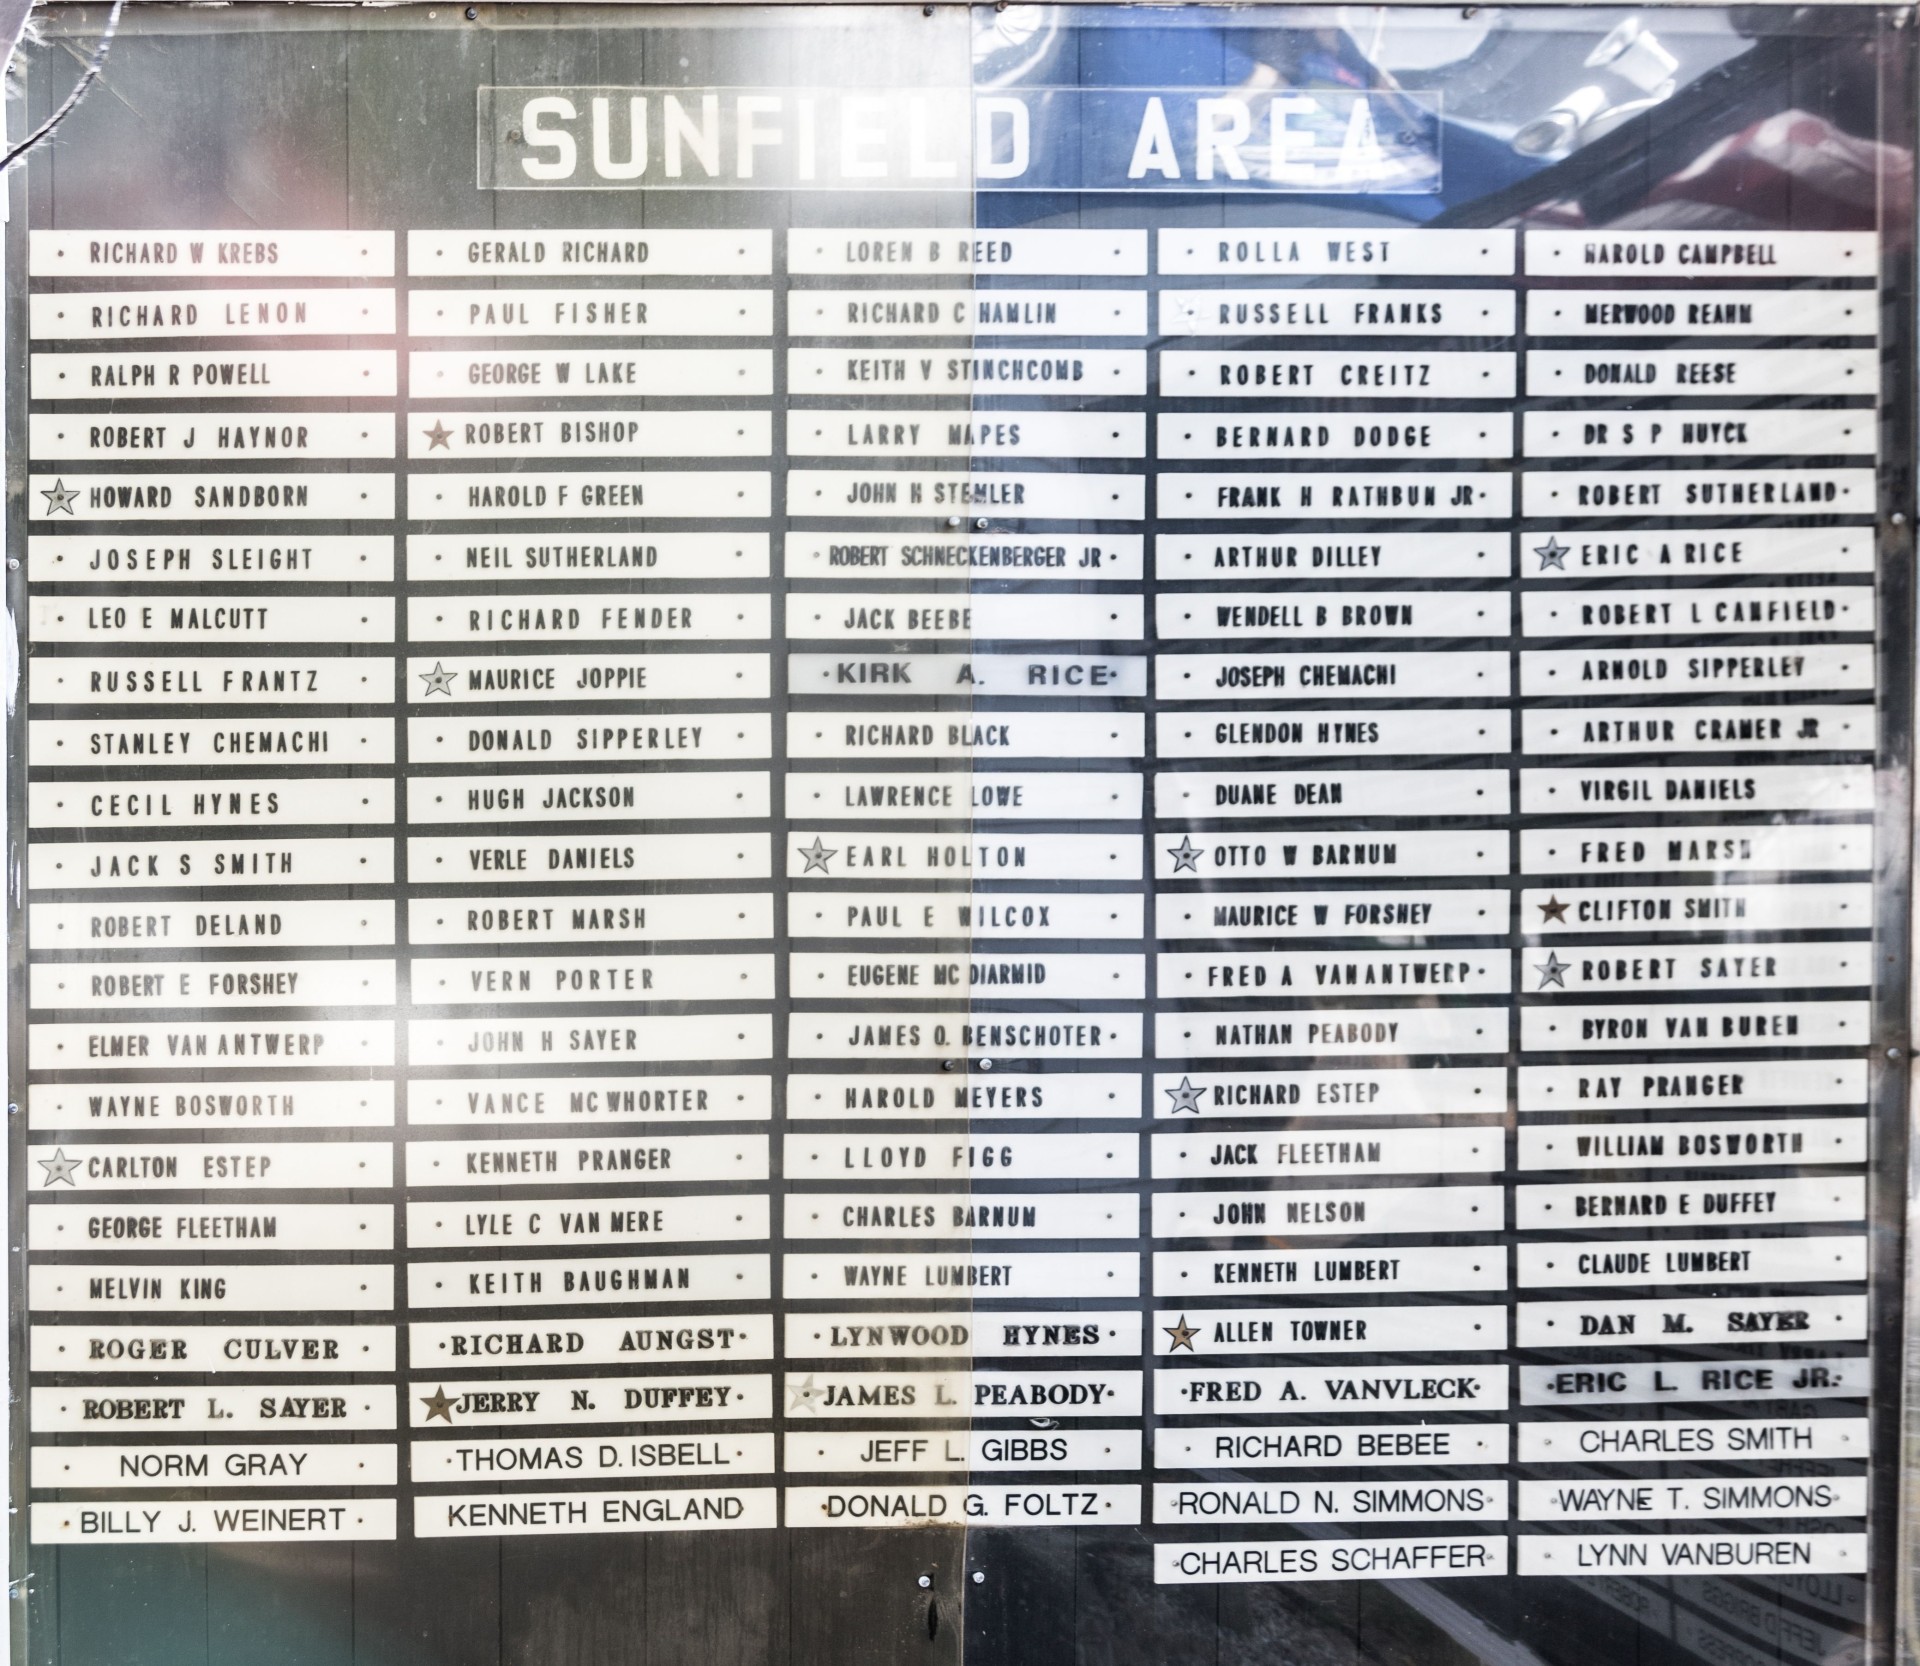 SUNFIELD AREA
RICHARD W KREBS
RICHARD LENON
RALPH R POWELL
ROBERT J HAYNOR
HOWARD SANDBORN
JOSEPH SLEIGHT
LEO E MALCUTT
RUSSELL FRANTZ
STANLEY CHEMACHI
CECIL HYNES
JACK S SMITH
ROBERT DELAND
ROBERT E FORSHEY
ELMER VAN ANTWERP
WAYNE BOSWORTH
CARLTON ESTEP
GEORGE FLEETHAM
MELVIN KING
ROGER CULVER
ROBERT L. SAYER
NORM GRAY
BILLY J. WEINERT
GERALD RICHARD
PAUL FISHER
GEORGE W LAKE
ROBERT BISHOP
HAROLD F GREEN
NEIL SUTHERLAND
RICHARD FENDER
MAURICE JOPPIE
DONALD SIPPERLEY
HUGH JACKSON
VERLE DANIELS
ROBERT MARSH
VERN PORTER
JOHN H SAYER
VANCE MC WHORTER
KENNETH PRANGER
LYLE C VAN MERE
KEITH BAUGHMAN
RICHARD AUNGST
JERRY N. DUFFEY
THOMAS D. ISBELL
KENNETH ENGLAND
LOREN B REED
RICHARD C HAMLIN
KEITH V STINCHCOMB
LARRY MAPES
JOHN H STEMLER
ROBERT SCHNECKENBERGER JR
JACK BEEBE
KIRK A. RICE
RICHARD BLACK
LAWRENCE LOWE
EARL HOLTON
PAUL E WILCOX
EUGENE MC DIARMID
JAMES O. BENSCHOTER
HAROLD MEYERS
LLOYD FIGG
CHARLES BARNUM
WAYNE LUMBERT
LYNWOOD HYNES
JAMES L. PEABODY
JEFF L. GIBBS
DONALD G. FOLTZ
ROLLA WEST
RUSSELL FRANKS
ROBERT CREITZ
BERNARD DODGE
FRANK H RATHBUN JR
ARTHUR DILLEY
WENDELL B BROWN
JOSEPH CHEMACHI
GLENDON HYNES
DUANE DEAN
OTTO W BARNUM
MAURICE W FORSHEY
FRED A VANANTWERP
NATHAN PEABODY
RICHARD ESTEP
JACK FLEETHAM
JOHN NELSON
KENNETH LUMBERT
ALLEN TOWNER
FRED A. VANVLECK
RICHARD BEBEE
RONALD N. SIMMONS
CHARLES SCHAFFER
HAROLD CAMPBELL
MERWOOD REAHM
DONALD REESE
DR S P HUYCK
ROBERT SUTHERLAND
ERIC A RICE
ROBERT L CANFIELD
ARNOLD SIPPERLEY
ARTHUR CRAMER JR
VIRGIL DANIELS
FRED MARSH
CLIFTON SMITH
ROBERT SAYER
BYRON VAN BUREN
RAY PRANGER
WILLIAM BOSWORTH
BERNARD E DUFFEY
CLAUDE LUMBERT
DAN M. SAYER
ERIC L. RICE JR.
CHARLES SMITH
WAYNE T. SIMMONS
LYNN VANBUREN